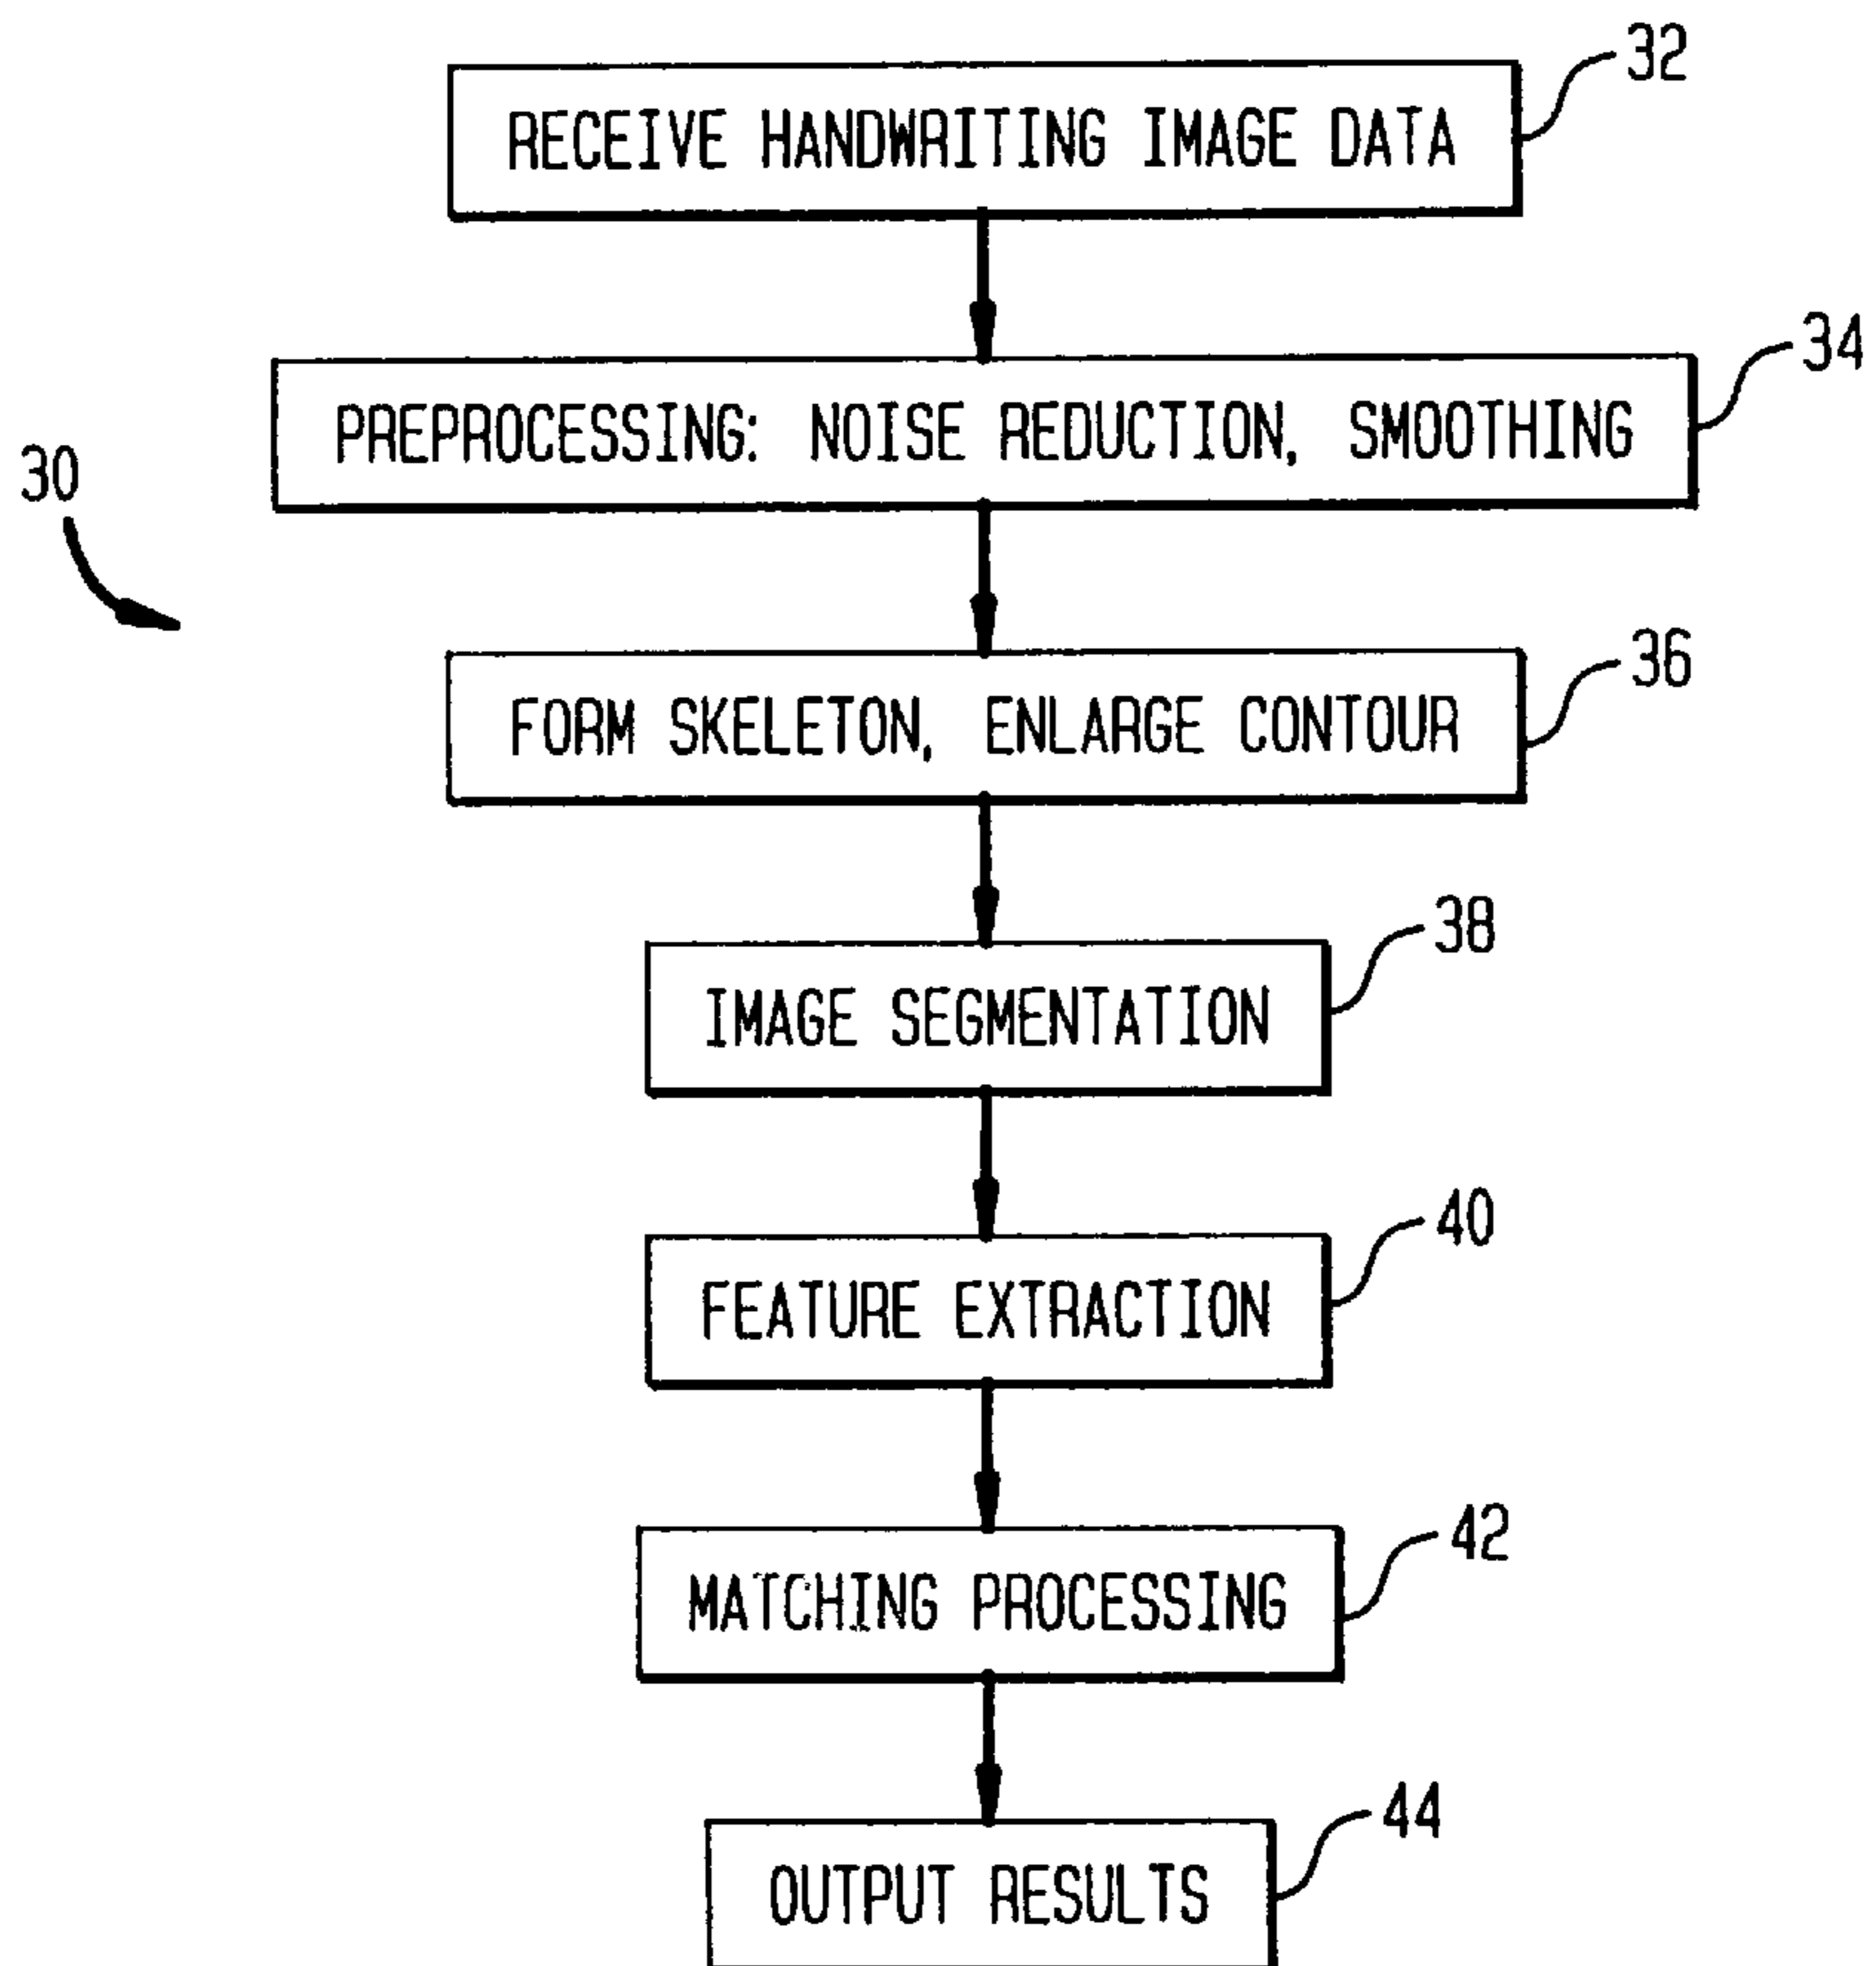 32
RECEIVE HANDWRITING IMAGE DATA
34
PREPROCESSING: NOISE REDUCTION, SMOOTHING
30
36
FORM SKELETON, ENLARGE CONTOUR
38
IMAGE SEGMENTATION
40
FEATURE EXTRACTION
42
MATCHING PROCESSING
44
OUTPUT RESULTS